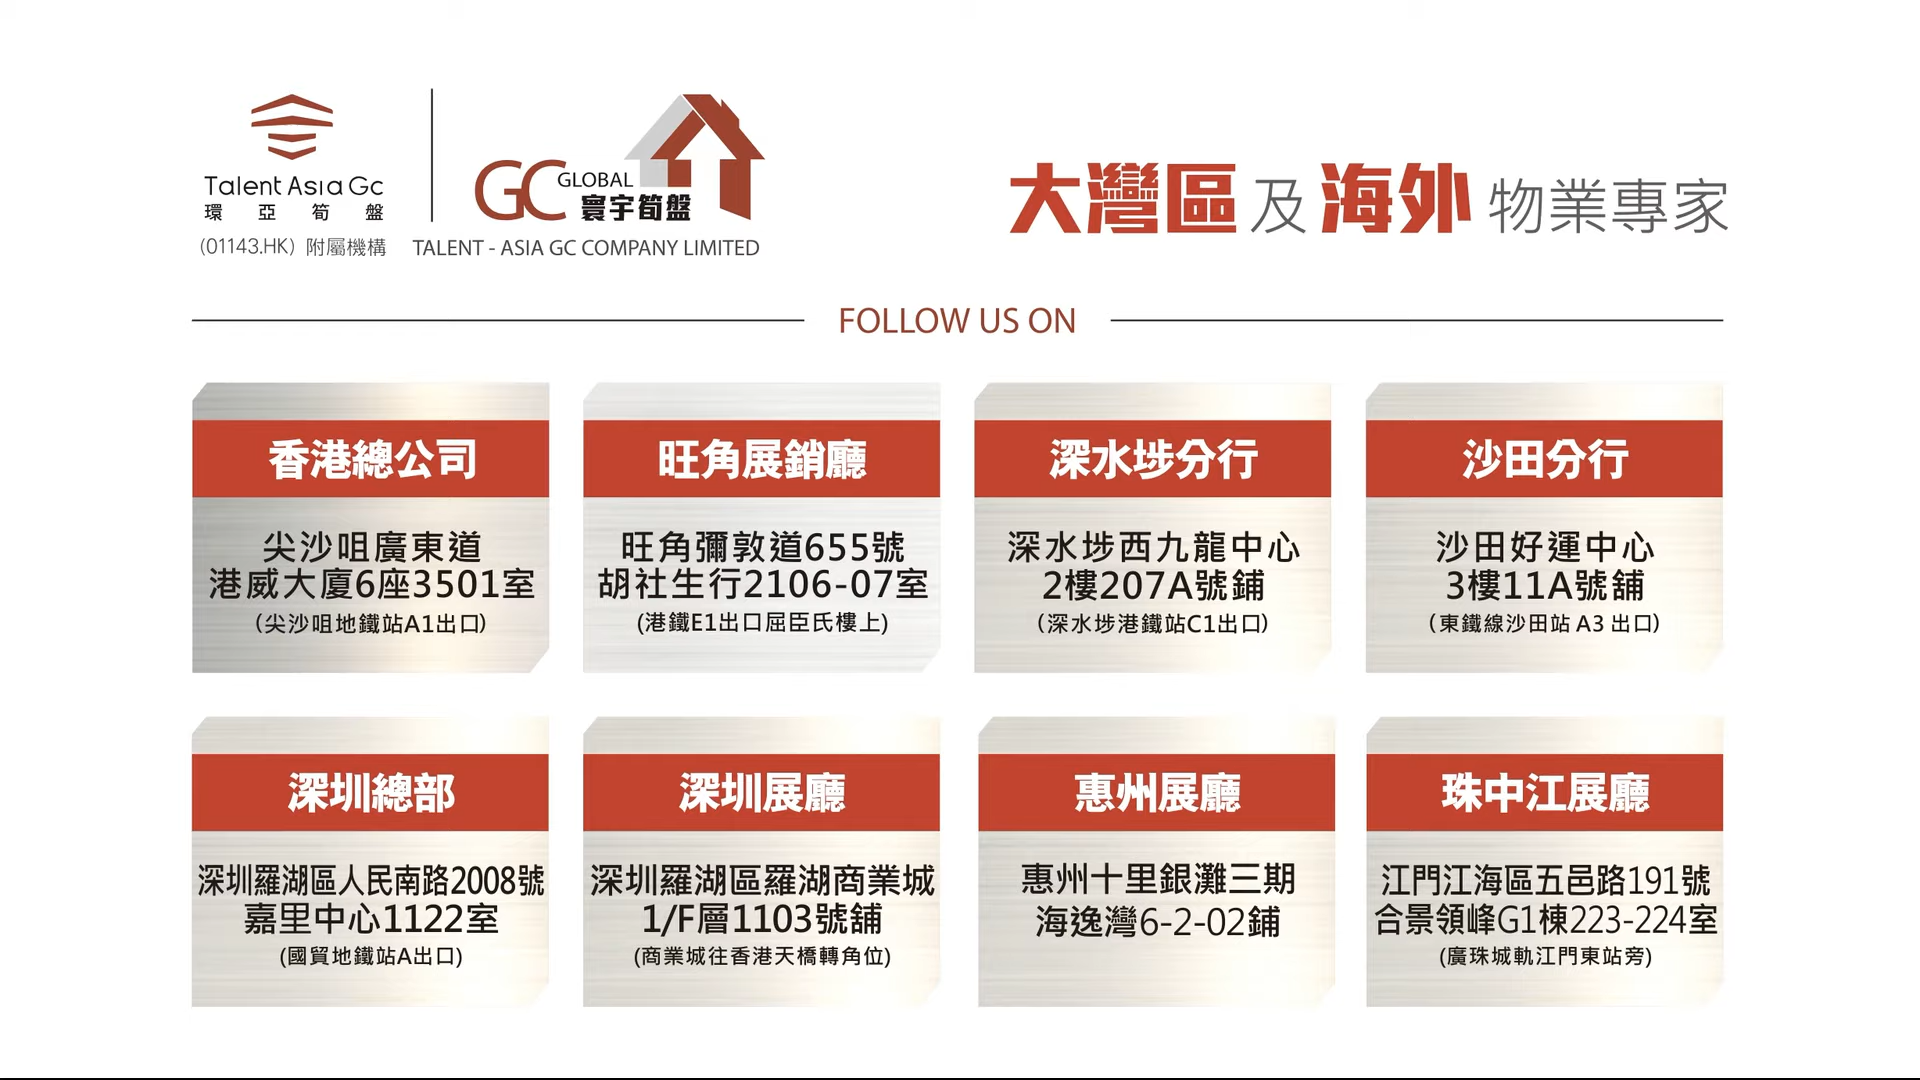 Talent Asia Gc
環亞筍盤
(01143.HK) 附屬機構
GC GLOBAL
寰宇筍盤
TALENT - ASIA GC COMPANY LIMITED
大灣區及海外物業專家
FOLLOW US ON
香港總公司
尖沙咀廣東道
港威大廈6座3501室
(尖沙咀地鐵站A1出口)
旺角展銷廳
旺角彌敦道655號
胡社生行2106-07室
(港鐵E1出口屈臣氏樓上)
深水埗分行
深水埗西九龍中心
2樓207A號鋪
(深水埗港鐵站C1出口)
沙田分行
沙田好運中心
3樓11A號舖
(東鐵線沙田站 A3 出口)
深圳總部
深圳羅湖區人民南路2008號
嘉里中心1122室
(國貿地鐵站A出口)
深圳展廳
深圳羅湖區羅湖商業城
1/F層1103號舖
(商業城往香港天橋轉角位)
惠州展廳
惠州十里銀灘三期
海逸灣6-2-02鋪
珠中江展廳
江門江海區五邑路191號
合景領峰G1棟223-224室
(廣珠城軌江門東站旁)